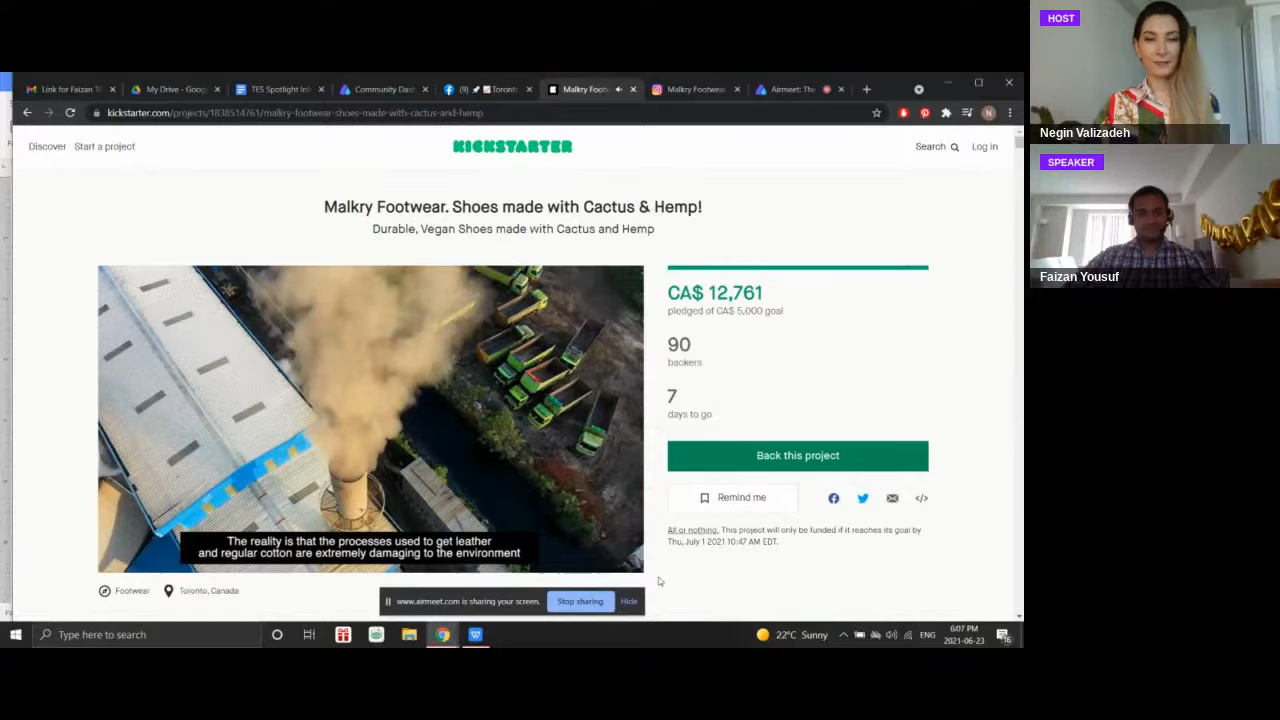 HOST
Negin Valizadeh
SPEAKER
Faizan Yousuf
Link for Faizan
My Drive - Goog
TES Spotlight Int
Community Das
(9)
Toront
Malkry Foot
Malkry Footwear
Airmeet: The
kickstarter.com/projects/1838514761/malkry-footwear-shoes-made-with-cactus-and-hemp
N
Discover
Start a project
KICKSTARTER
Search
Log in
Malkry Footwear. Shoes made with Cactus & Hemp!
Durable, Vegan Shoes made with Cactus and Hemp
CA$ 12,761
pledged of CA$ 5,000 goal
90
backers
7
days to go
Back this project
Remind me
All or nothing. This project will only be funded if it reaches its goal by
Thu, July 1 2021 10:47 AM EDT.
The reality is that the processes used to get leather
and regular cotton are extremely damaging to the environment
Footwear
Toronto, Canada
www.airmeet.com is sharing your screen.
Stop sharing
Hide
Type here to search
22°C Sunny
ENG
6:07 PM
2021-06-23